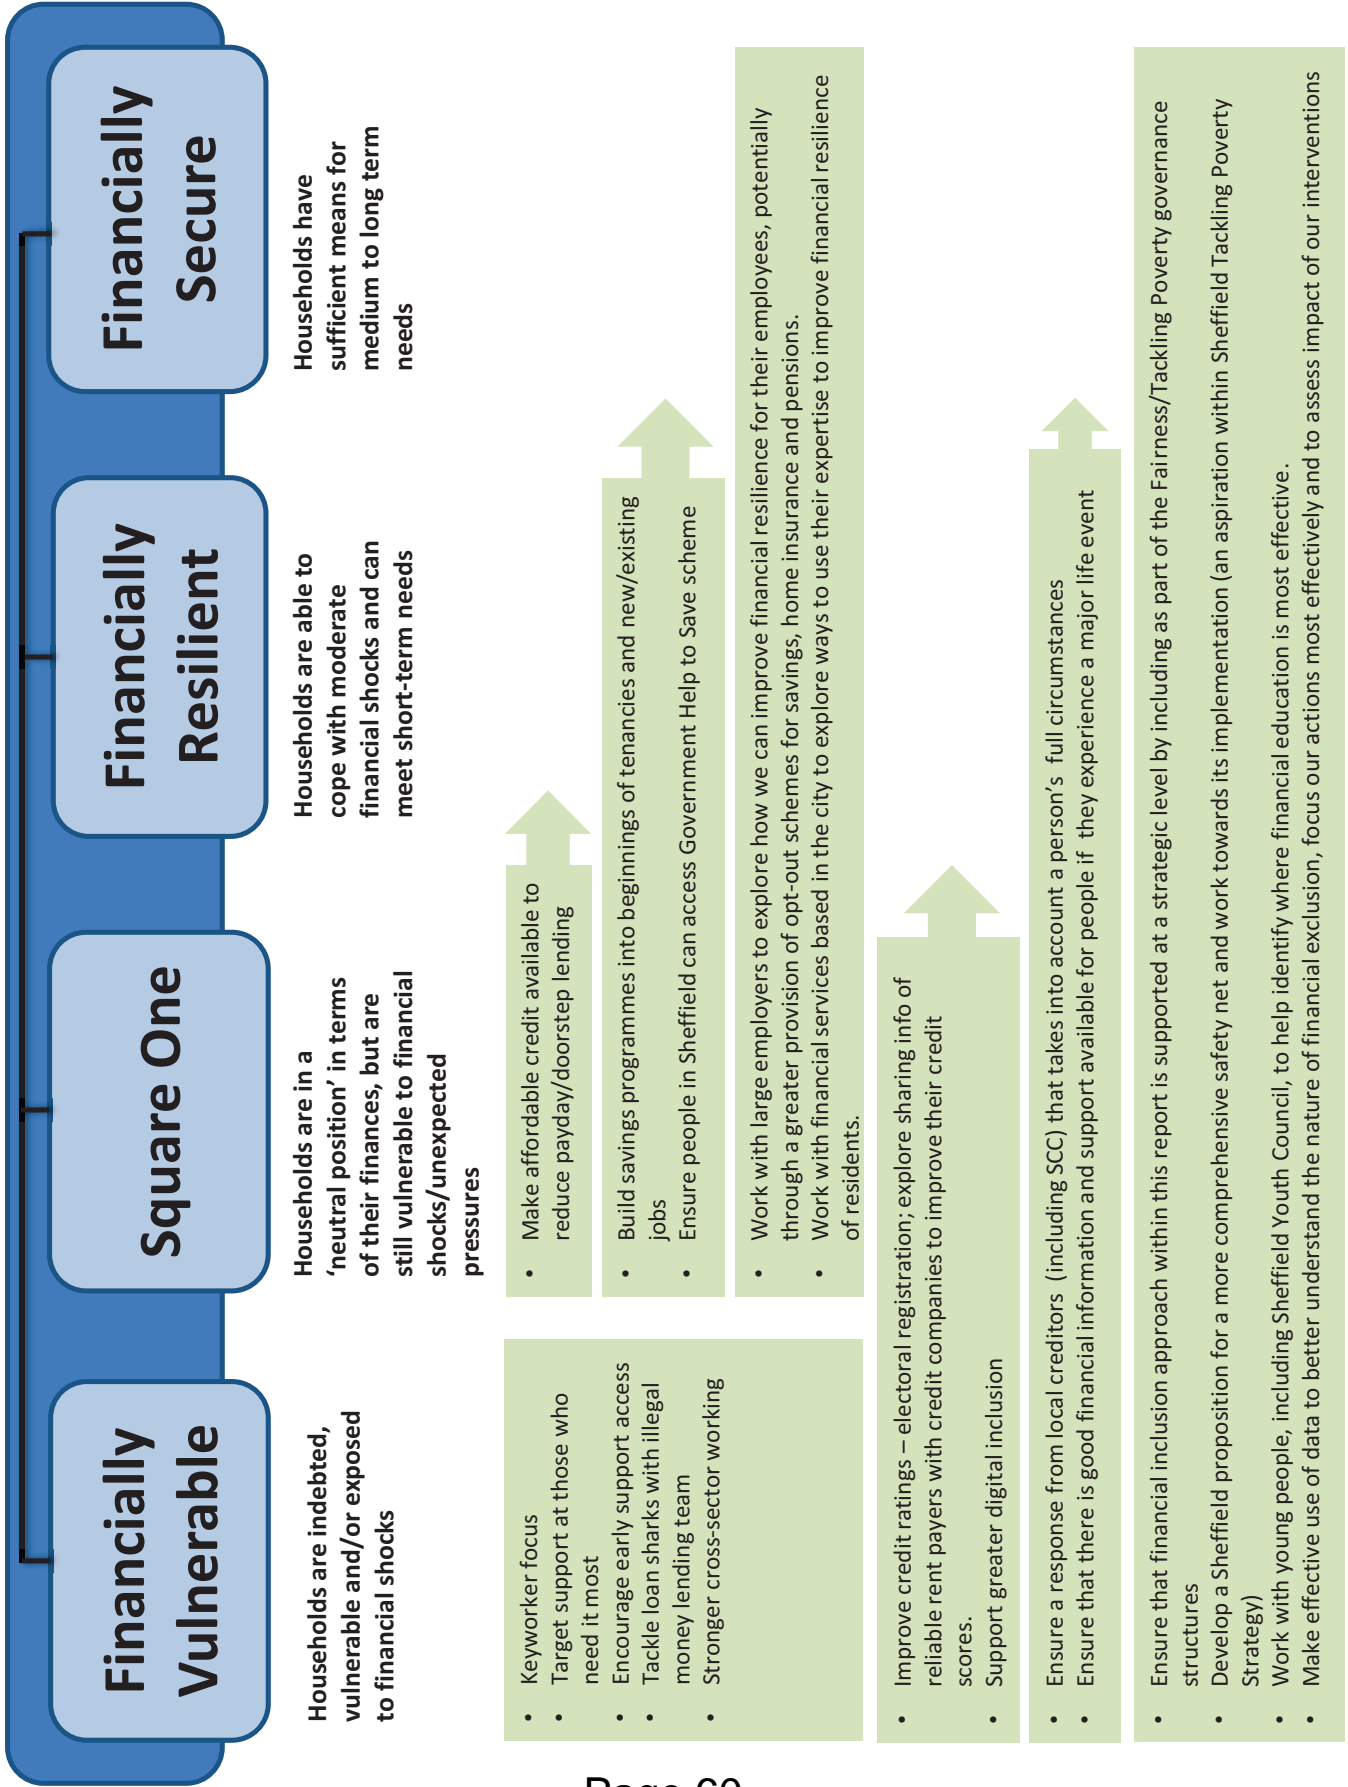 Financially
Vulnerable
Square One
Financially
Resilient
Financially
Secure
Households are indebted,
vulnerable and/or exposed
to financial shocks
Households are in a
‘neutral position’ in terms
of their finances, but are
still vulnerable to financial
shocks/unexpected
pressures
Households are able to
cope with moderate
financial shocks and can
meet short-term needs
Households have
sufficient means for
medium to long term
needs
• Keyworker focus
• Target support at those who
need it most
• Encourage early support access
• Tackle loan sharks with illegal
money lending team
• Stronger cross-sector working
• Make affordable credit available to
reduce payday/doorstep lending
• Build savings programmes into beginnings of tenancies and new/existing
jobs
• Ensure people in Sheffield can access Government Help to Save scheme
• Work with large employers to explore how we can improve financial resilience for their employees, potentially
through a greater provision of opt-out schemes for savings, home insurance and pensions.
• Work with financial services based in the city to explore ways to use their expertise to improve financial resilience
of residents.
• Improve credit ratings – electoral registration; explore sharing info of
reliable rent payers with credit companies to improve their credit
scores.
• Support greater digital inclusion
• Ensure a response from local creditors (including SCC) that takes into account a person’s full circumstances
• Ensure that there is good financial information and support available for people if they experience a major life event
• Ensure that financial inclusion approach within this report is supported at a strategic level by including as part of the Fairness/Tackling Poverty governance
structures
• Develop a Sheffield proposition for a more comprehensive safety net and work towards its implementation (an aspiration within Sheffield Tackling Poverty
Strategy)
• Work with young people, including Sheffield Youth Council, to help identify where financial education is most effective.
• Make effective use of data to better understand the nature of financial exclusion, focus our actions most effectively and to assess impact of our interventions
Page 60